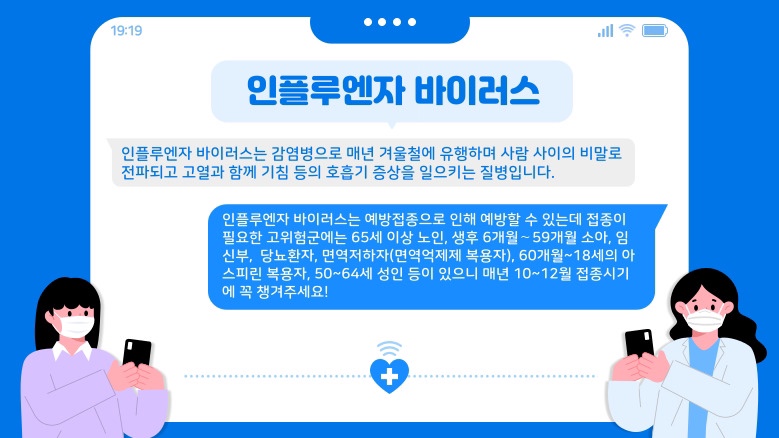 19:19
인플루엔자 바이러스
인플루엔자 바이러스는 감염병으로 매년 겨울철에 유행하며 사람 사이의 비말로
전파되고 고열과 함께 기침 등의 호흡기 증상을 일으키는 질병입니다.
인플루엔자 바이러스는 예방접종으로 인해 예방할 수 있는데 접종이
필요한 고위험군에는 65세 이상 노인, 생후 6개월~59개월 소아, 임
신부, 당뇨환자, 면역저하자(면역억제제 복용자), 60개월~18세의 아
스피린 복용자, 50~64세 성인 등이 있으니 매년 10~12월 접종시기
에 꼭 챙겨주세요!